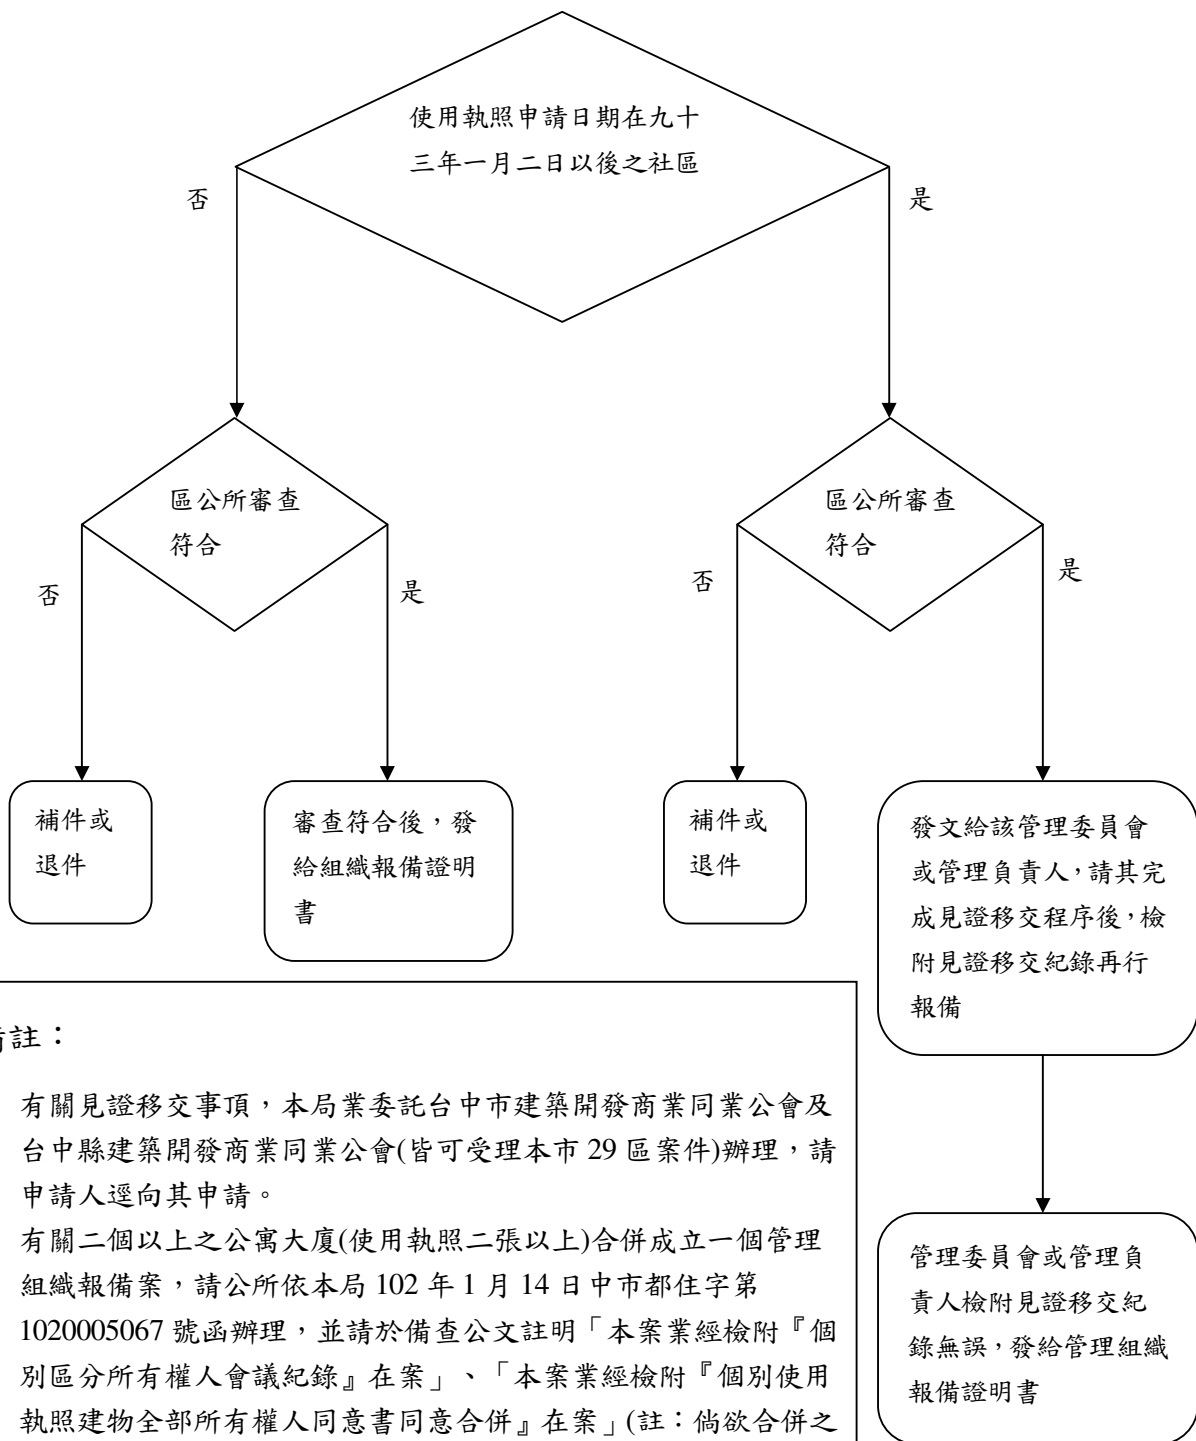 使用執照申請日期在九十
三年一月二日以後之社區
否
是
區公所審查
符合
區公所審查
符合
否
是
否
是
補件或
退件
審查符合後，發
給組織報備證明
書
補件或
退件
發文給該管理委員會
或管理負責人，請其完
成見證移交程序後，檢
附見證移交紀錄再行
報備
註：
有關見證移交事項，本局業委託台中市建築開發商業同業公會及
台中縣建築開發商業同業公會(皆可受理本市 29 區案件)辦理，請
申請人逕向其申請。
有關二個以上之公寓大廈(使用執照二張以上)合併成立一個管理
組織報備案，請公所依本局 102 年 1 月 14 日中市都住字第
1020005067 號函辦理，並請於備查公文註明「本案業經檢附『個
別區分所有權人會議紀錄』在案」、「本案業經檢附『個別使用
執照建物全部所有權人同意書同意合併』在案」(註：倘欲合併之
管理委員會或管理負
責人檢附見證移交紀
錄無誤，發給管理組織
報備證明書